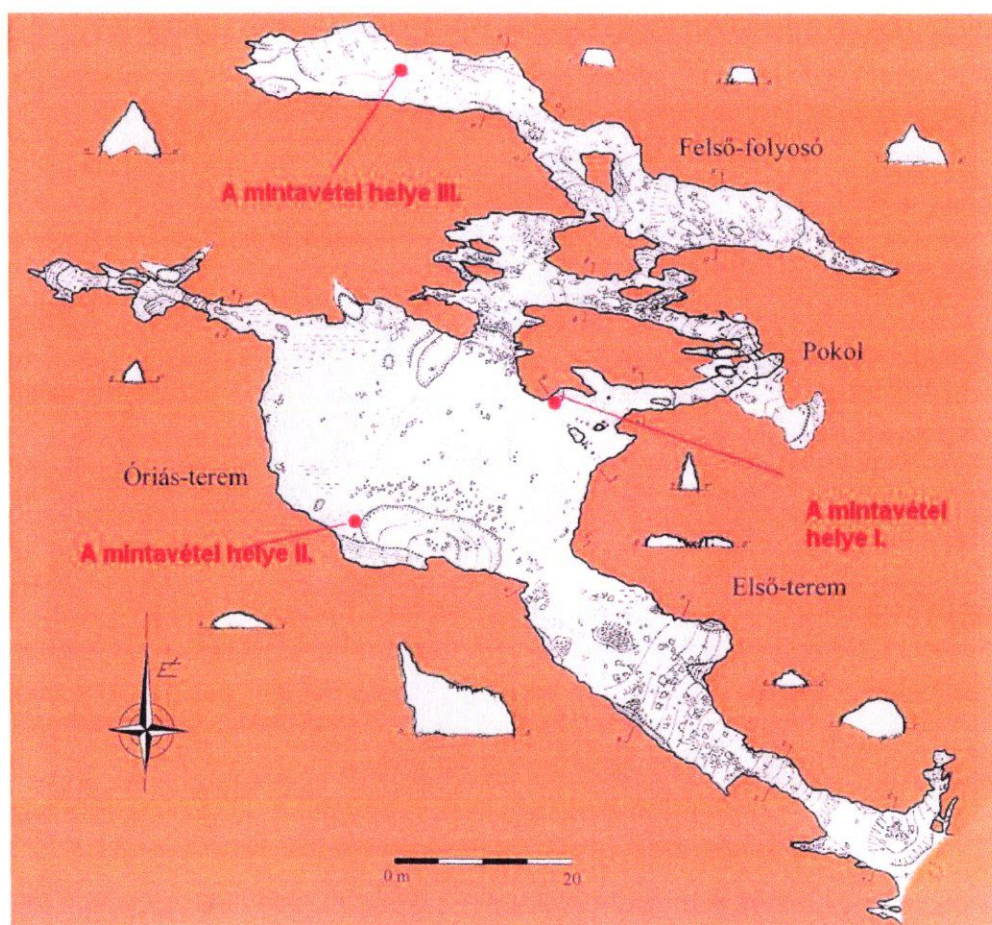 Felső-folyosó
A mintavétel helye III.
Pokol
Óriás-terem
A mintavétel
helye I.
A mintavétel helye II.
Első-terem
É
0 m 20